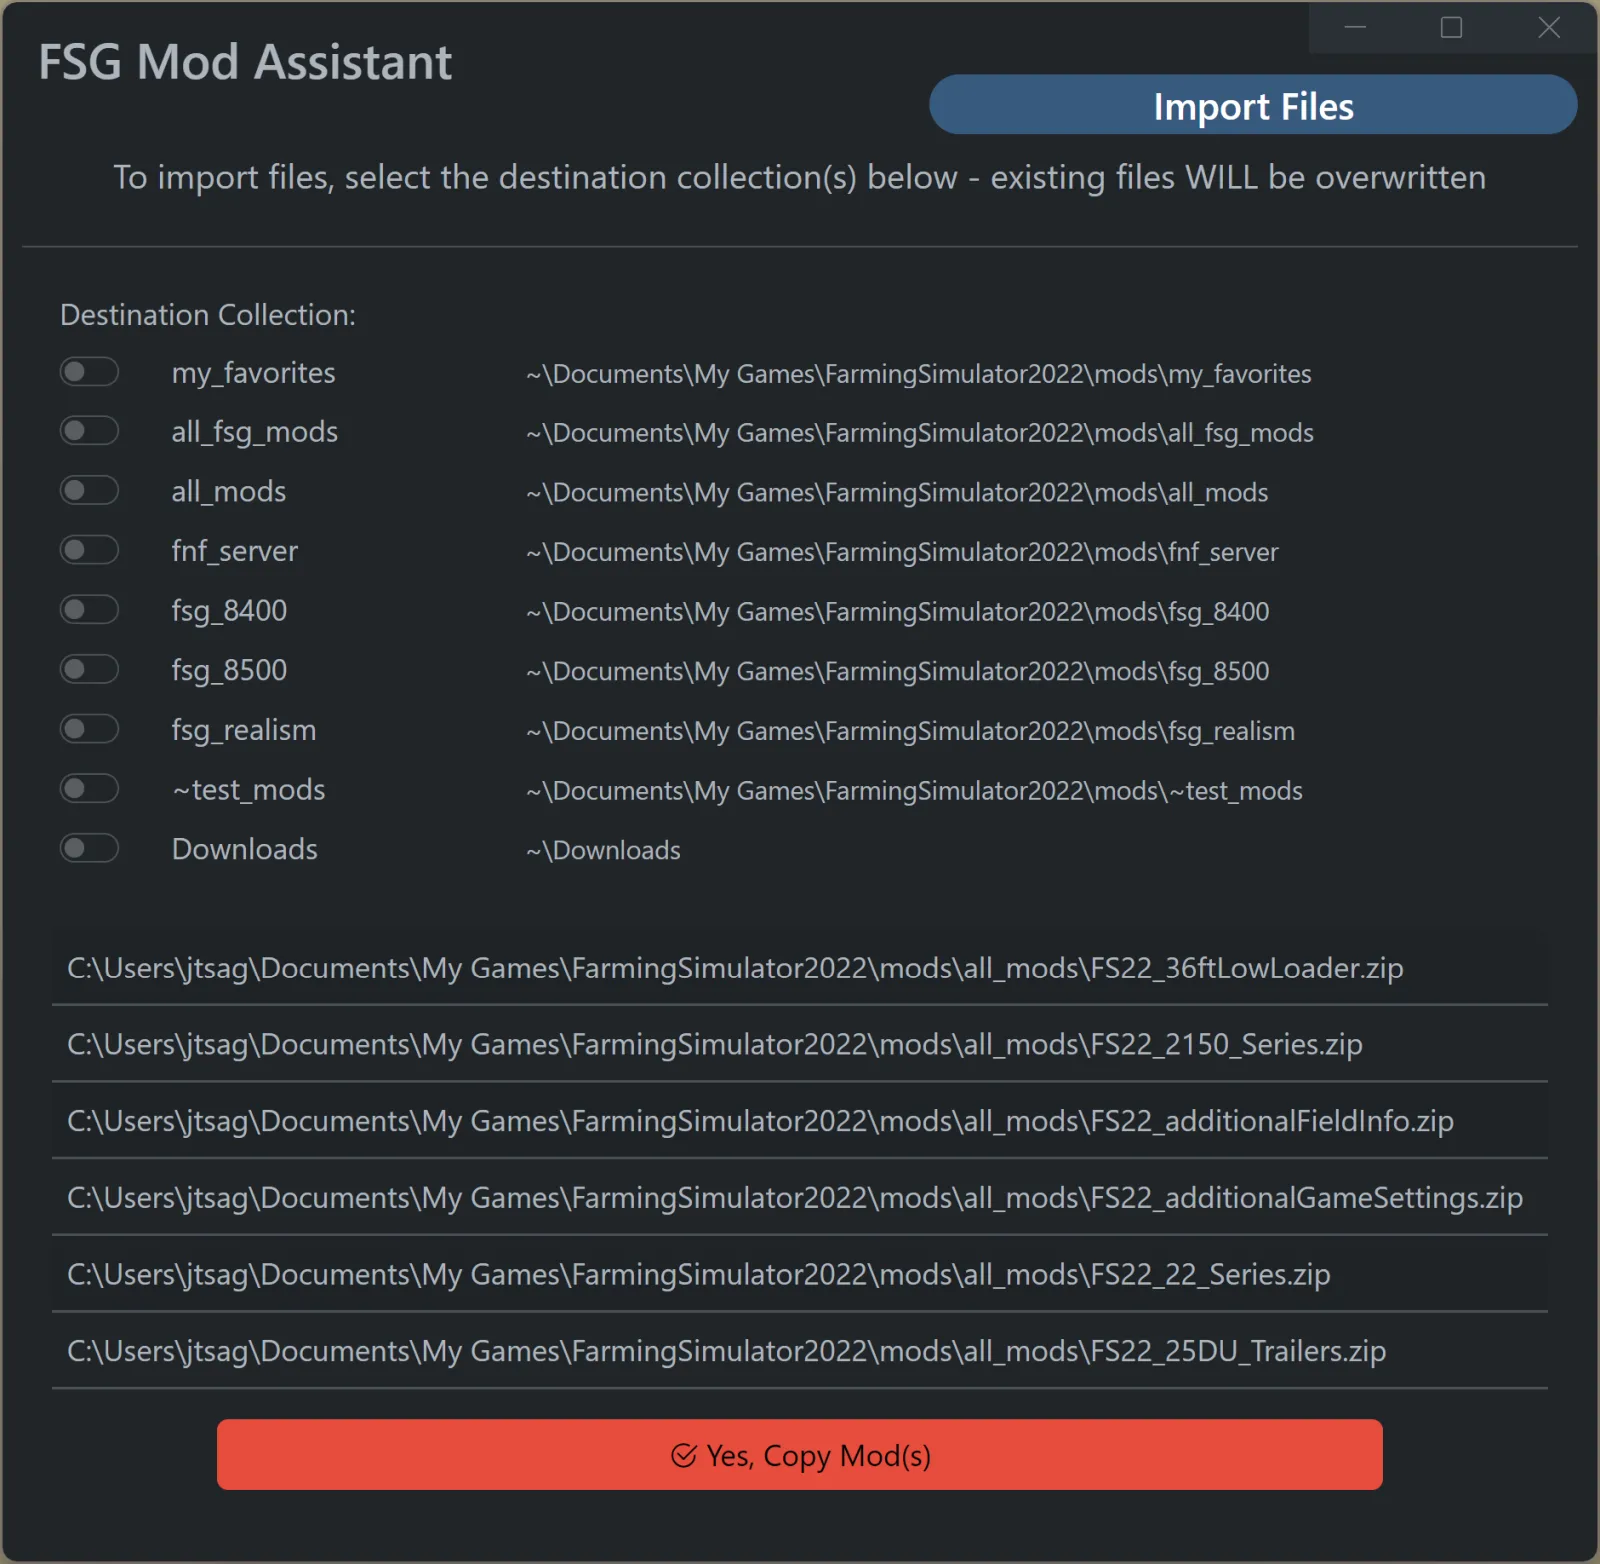 FSG Mod Assistant
Import Files
To import files, select the destination collection(s) below - existing files WILL be overwritten
Destination Collection:
my_favorites ~\Documents\My Games\FarmingSimulator2022\mods\my_favorites
all_fsg_mods ~\Documents\My Games\FarmingSimulator2022\mods\all_fsg_mods
all_mods ~\Documents\My Games\FarmingSimulator2022\mods\all_mods
fnf_server ~\Documents\My Games\FarmingSimulator2022\mods\fnf_server
fsg_8400 ~\Documents\My Games\FarmingSimulator2022\mods\fsg_8400
fsg_8500 ~\Documents\My Games\FarmingSimulator2022\mods\fsg_8500
fsg_realism ~\Documents\My Games\FarmingSimulator2022\mods\fsg_realism
~test_mods ~\Documents\My Games\FarmingSimulator2022\mods\~test_mods
Downloads ~\Downloads
C:\Users\jtsag\Documents\My Games\FarmingSimulator2022\mods\all_mods\FS22_36ftLowLoader.zip
C:\Users\jtsag\Documents\My Games\FarmingSimulator2022\mods\all_mods\FS22_2150_Series.zip
C:\Users\jtsag\Documents\My Games\FarmingSimulator2022\mods\all_mods\FS22_additionalFieldInfo.zip
C:\Users\jtsag\Documents\My Games\FarmingSimulator2022\mods\all_mods\FS22_additionalGameSettings.zip
C:\Users\jtsag\Documents\My Games\FarmingSimulator2022\mods\all_mods\FS22_22_Series.zip
C:\Users\jtsag\Documents\My Games\FarmingSimulator2022\mods\all_mods\FS22_25DU_Trailers.zip
Yes, Copy Mod(s)